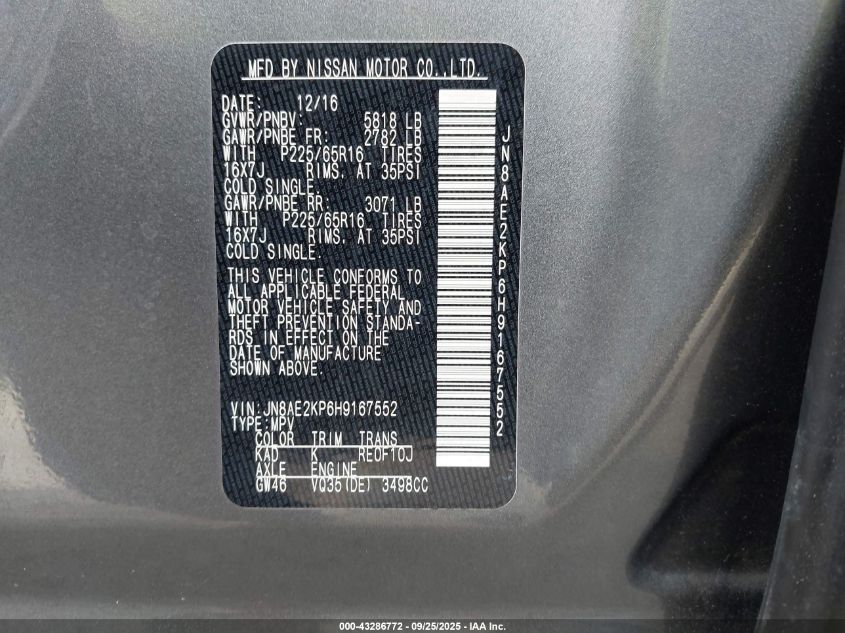 MFD BY NISSAN MOTOR CO.,LTD.
DATE: 12/16
GVWR/PNBV: 5818 LB
GAWR/PNBE FR: 2782 LB
WITH P225/65R16 TIRES
16X7J RIMS. AT 35PSI
COLD SINGLE.
GAWR/PNBE RR: 3071 LB
WITH P225/65R16 TIRES
16X7J RIMS. AT 35PSI
COLD SINGLE.
THIS VEHICLE CONFORMS TO
ALL APPLICABLE FEDERAL
MOTOR VEHICLE SAFETY AND
THEFT PREVENTION STANDA-
RDS IN EFFECT ON THE
DATE OF MANUFACTURE
SHOWN ABOVE.
VIN:JN8AE2KP6H9167552
TYPE:MPV
COLOR TRIM TRANS
KAD K RE0F10J
AXLE ENGINE
GW46 VQ35(DE) 3498CC
JN8AE2KP6H9167552
000-43286772 - 09/25/2025 - IAA Inc.